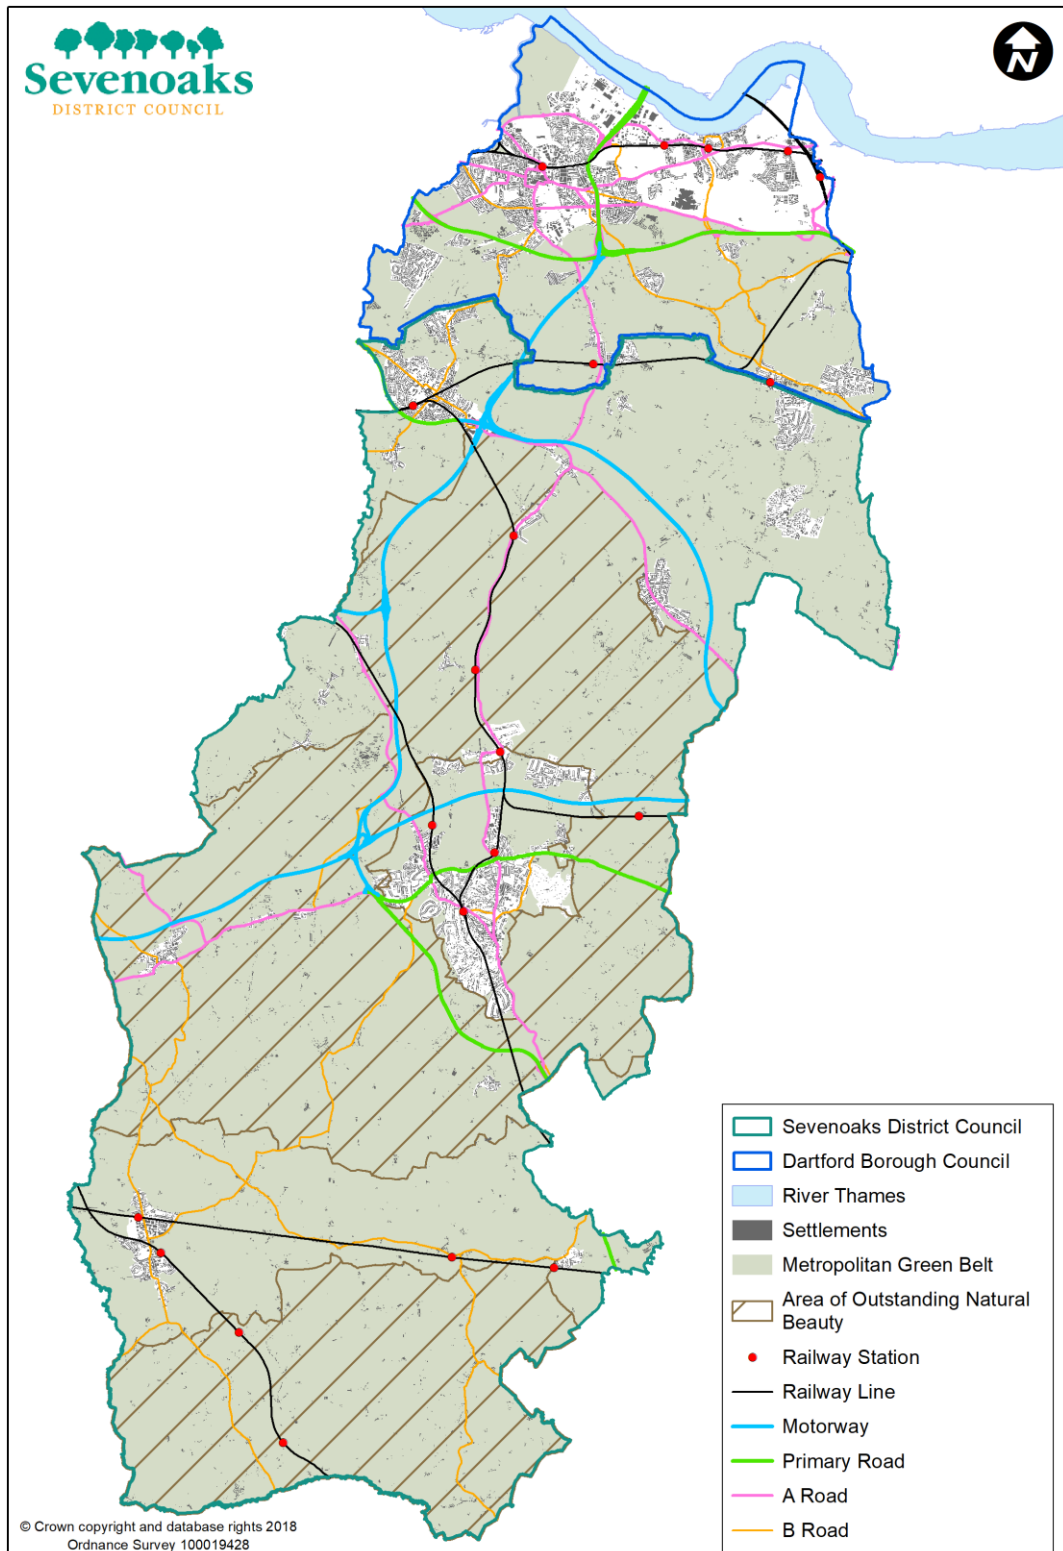 Sevenoaks
DISTRICT COUNCIL
N
Sevenoaks District Council
Dartford Borough Council
River Thames
Settlements
Metropolitan Green Belt
Area of Outstanding Natural
Beauty
Railway Station
Railway Line
Motorway
Primary Road
A Road
B Road
© Crown copyright and database rights 2018
Ordnance Survey 100019428